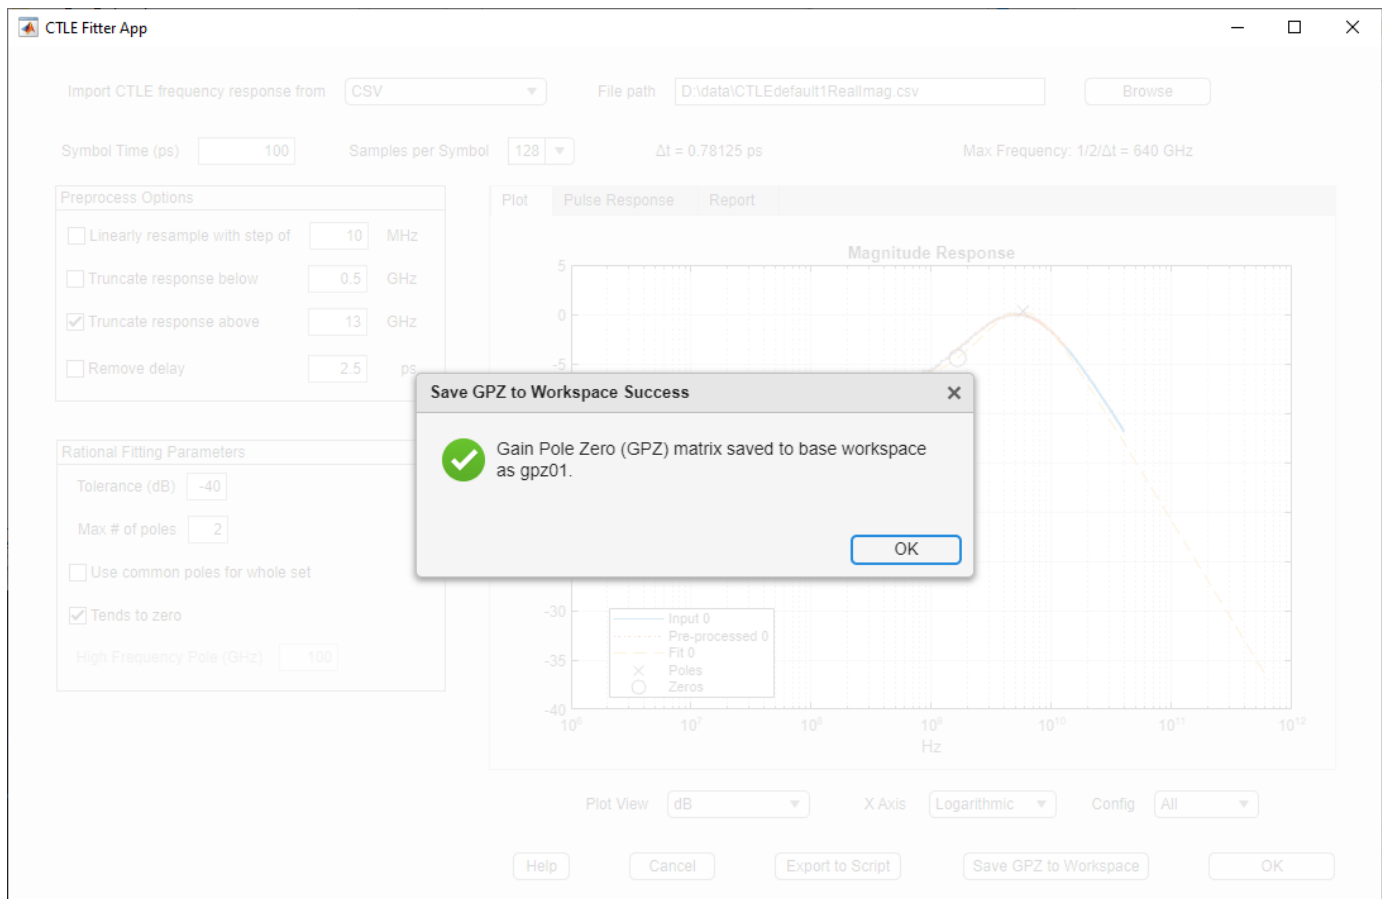 CTLE Fitter App
Import CTLE frequency response from CSV File path D:\data\CTLEdefault1RealImag.csv Browse
Symbol Time (ps) 100 Samples per Symbol 128 Δt = 0.78125 ps Max Frequency: 1/2/Δt = 640 GHz
Preprocess Options
Linearly resample with step of 10 MHz
Truncate response below 0.5 GHz
Truncate response above 13 GHz
Remove delay 2.5 ps
Rational Fitting Parameters
Tolerance (dB) -40
Max # of poles 2
Use common poles for whole set
Tends to zero
High Frequency Pole (GHz) 100
Plot Pulse Response Report
Magnitude Response
5
0
-5
-30
-35
-40
Input 0
Pre-processed 0
Fit 0
Poles
Zeros
10⁶ 10⁷ 10⁸ 10⁹ 10¹⁰ 10¹¹ 10¹²
Hz
Save GPZ to Workspace Success
Gain Pole Zero (GPZ) matrix saved to base workspace
as gpz01.
OK
Plot View dB X Axis Logarithmic Config All
Help Cancel Export to Script Save GPZ to Workspace OK